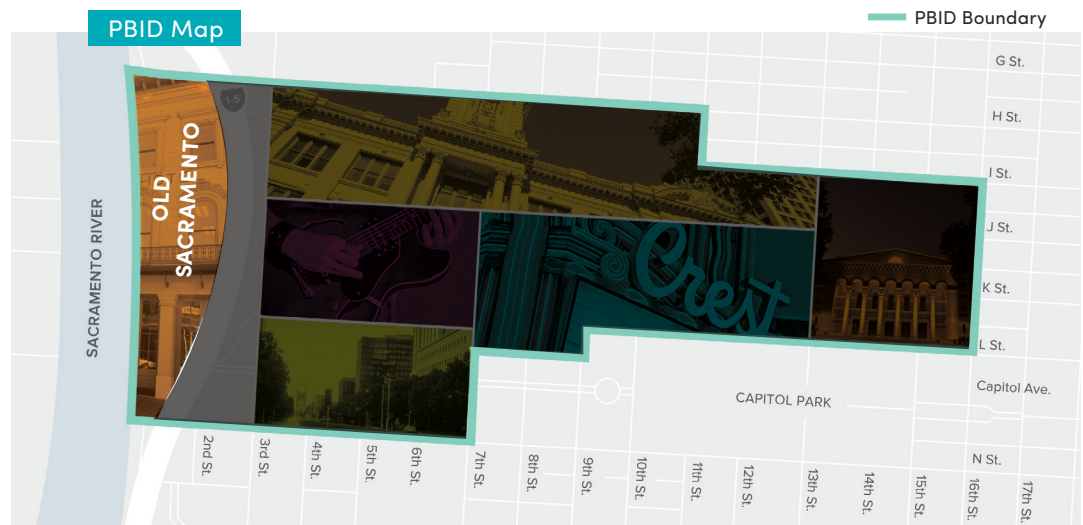 PBID Map
PBID Boundary
G St.
H St.
I St.
J St.
K St.
L St.
Capitol Ave.
N St.
I-5
OLD
SACRAMENTO
SACRAMENTO RIVER
Crest
CAPITOL PARK
2nd St.
3rd St.
4th St.
5th St.
6th St.
7th St.
8th St.
9th St.
10th St.
11th St.
12th St.
13th St.
14th St.
15th St.
16th St.
17th St.